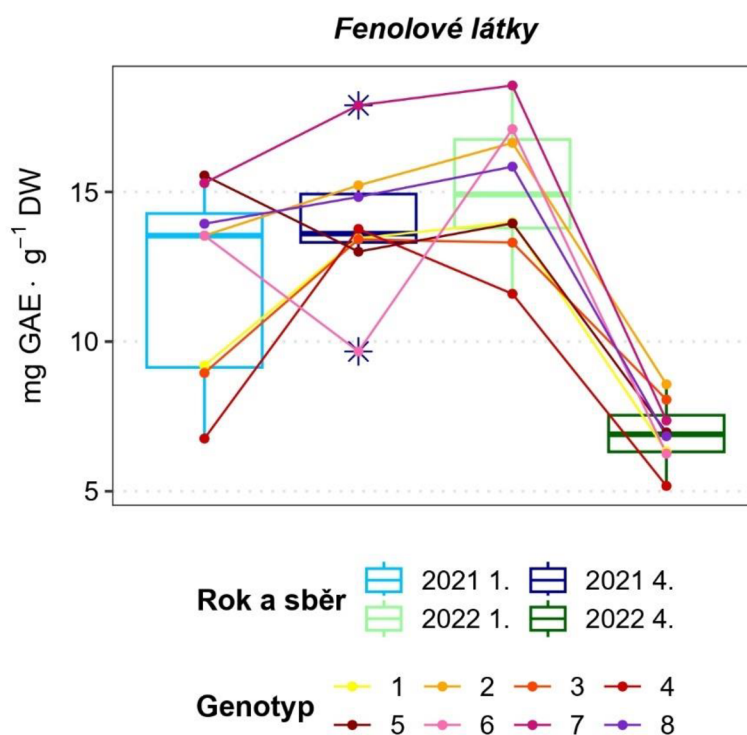 Fenolové látky
mg GAE · g⁻¹ DW
15
10
5
Rok a sběr
2021 1. 2021 4.
2022 1. 2022 4.
Genotyp
1 2 3 4
5 6 7 8